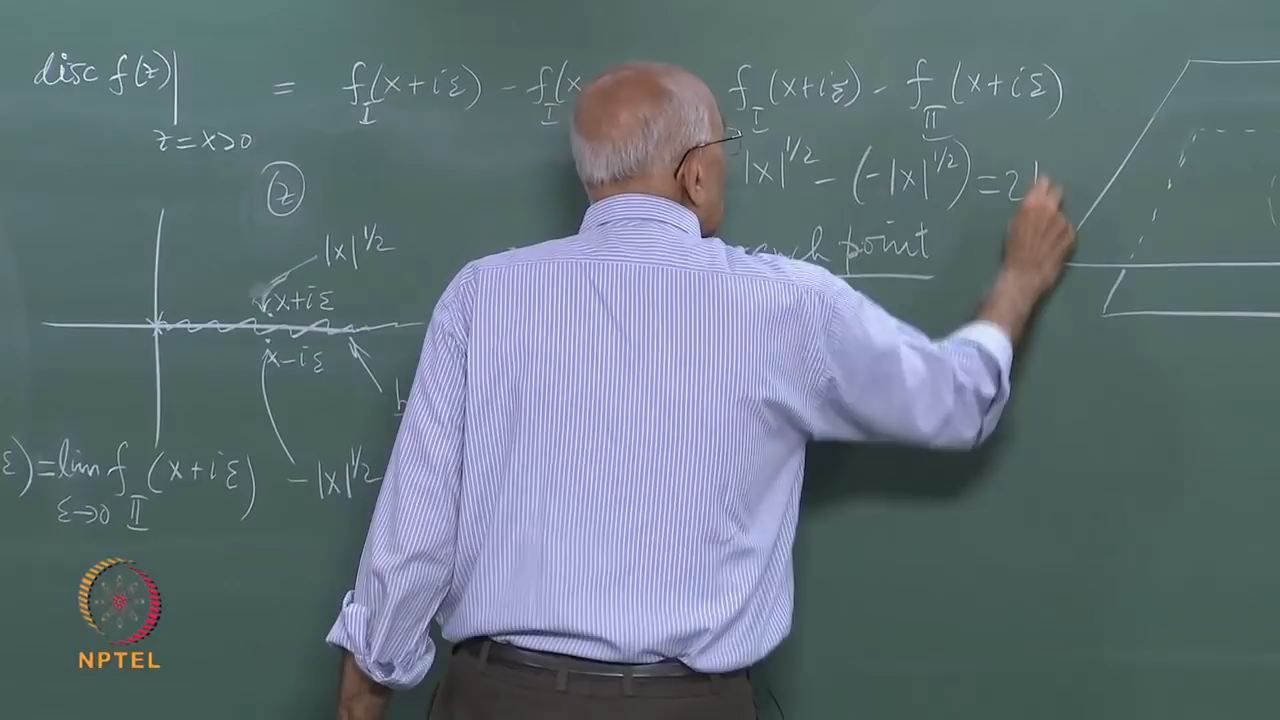 disc f(z)| = f_I(x+iε) - f_I(x f_I(x+iε) - f_II(x+iε)
z=x>0
|x|^{1/2} - (-|x|^{1/2}) = 2
(z)
|x|^{1/2}
point
x+iε
x-iε
ε) = lim f_II(x+iε) -|x|^{1/2}
ε→0
NPTEL